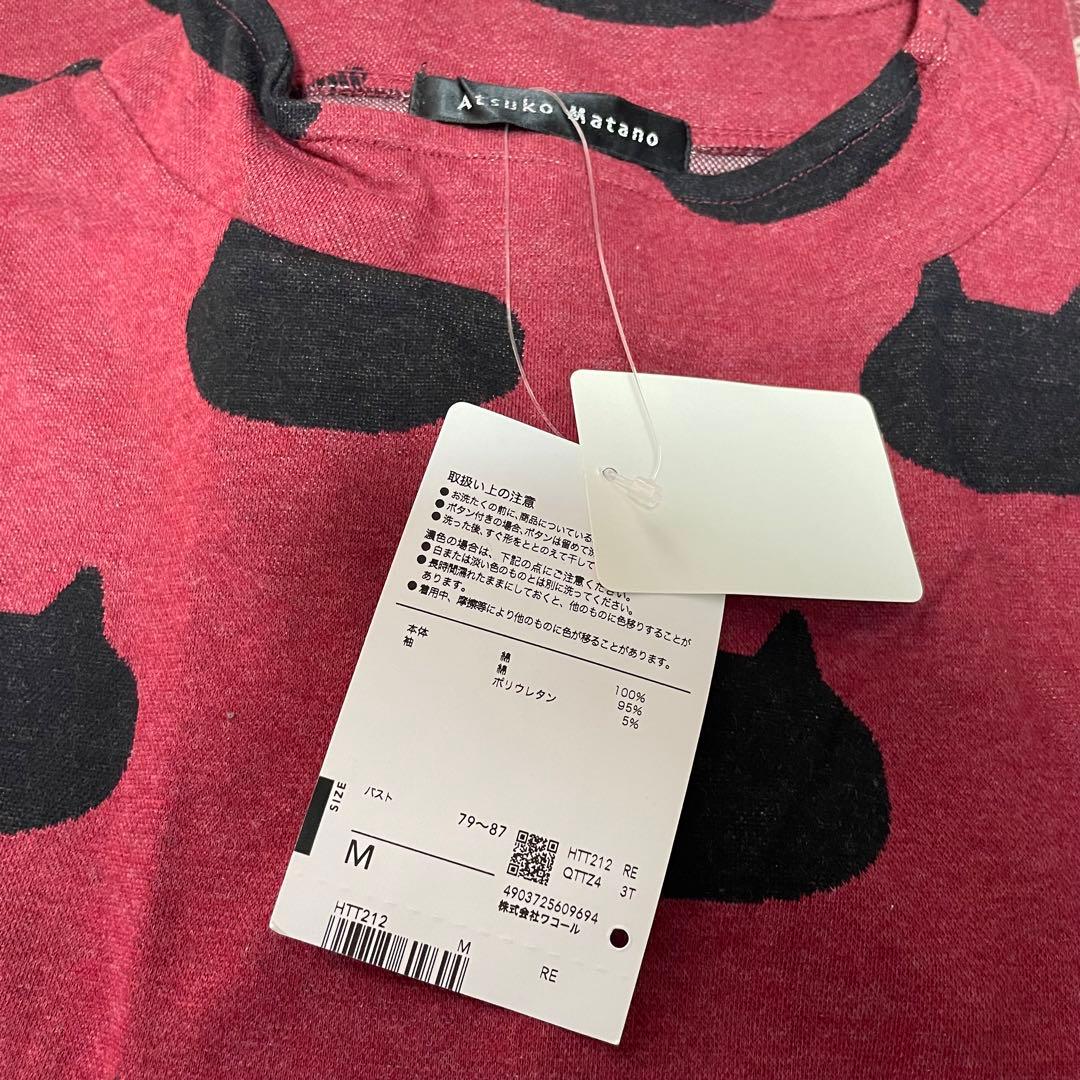 Atsuko Matano
取扱い上の注意
●お洗たくの前に、商品についている
●ボタン付きの場合、ボタンは留めて洗
●洗った後、すぐ形をととのえて干して
濃色の場合は、下記の点にご注意ください。
●白または淡い色のものとは別に洗ってください。
●長時間濡れたままにしておくと、他のものに色移りすることが
あります。
●着用中、摩擦等により他のものに色が移ることがあります。
本体 綿 100%
袖 綿 95%
ポリウレタン 5%
SIZE
バスト 79〜87
M
HTT212 RE
QTTZ4 3T
4903725609694
株式会社ワコール
HTT212 M RE